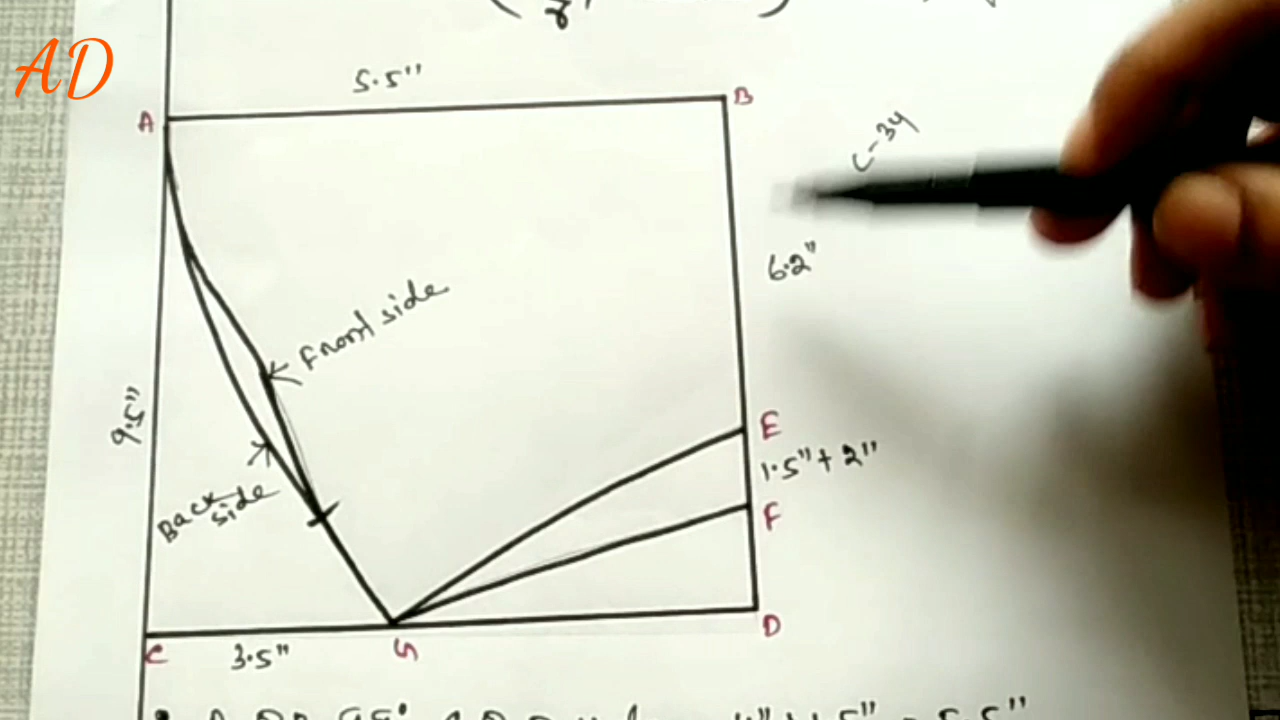 AD
5.5"
A
B
C-34
6.2"
Front side
9.5"
E
1.5"+2"
F
Back side
C
3.5"
G
D